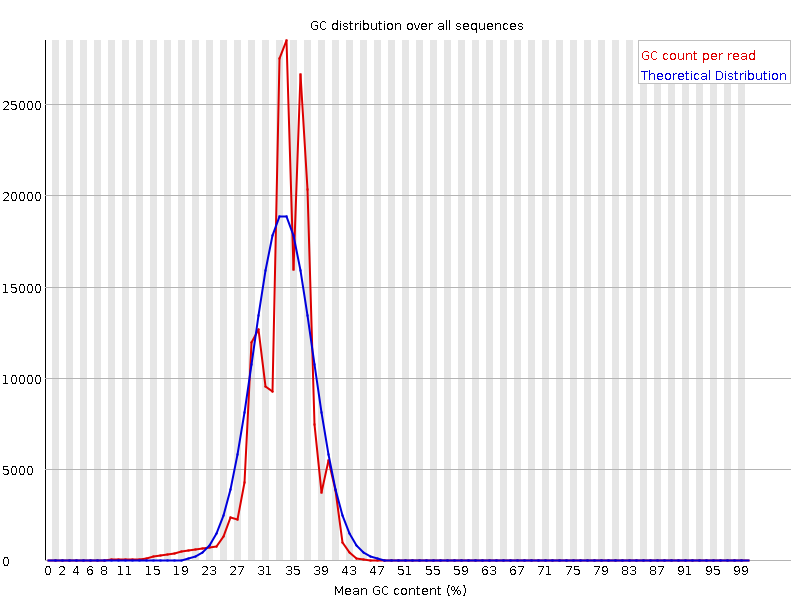 GC distribution over all sequences
GC count per read
Theoretical Distribution
25000
20000
15000
10000
5000
0
0 2 4 6 8 11 15 19 23 27 31 35 39 43 47 51 55 59 63 67 71 75 79 83 87 91 95 99
Mean GC content (%)